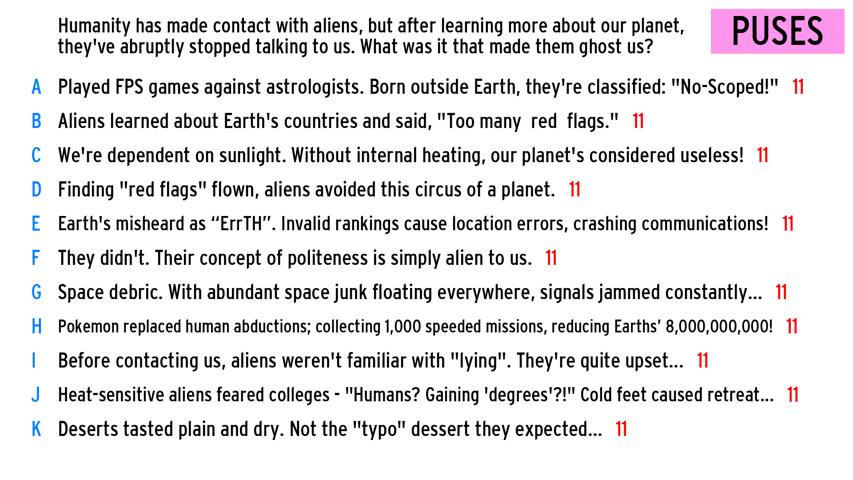 Humanity has made contact with aliens, but after learning more about our planet,
they've abruptly stopped talking to us. What was it that made them ghost us?
PUSES
A Played FPS games against astrologists. Born outside Earth, they're classified: "No-Scoped!" 11
B Aliens learned about Earth's countries and said, "Too many red flags." 11
C We're dependent on sunlight. Without internal heating, our planet's considered useless! 11
D Finding "red flags" flown, aliens avoided this circus of a planet. 11
E Earth's misheard as “ErrTH”. Invalid rankings cause location errors, crashing communications! 11
F They didn't. Their concept of politeness is simply alien to us. 11
G Space debric. With abundant space junk floating everywhere, signals jammed constantly... 11
H Pokemon replaced human abductions; collecting 1,000 speeded missions, reducing Earths’ 8,000,000,000! 11
I Before contacting us, aliens weren't familiar with "lying". They're quite upset... 11
J Heat-sensitive aliens feared colleges - "Humans? Gaining 'degrees'?!" Cold feet caused retreat... 11
K Deserts tasted plain and dry. Not the "typo" dessert they expected... 11